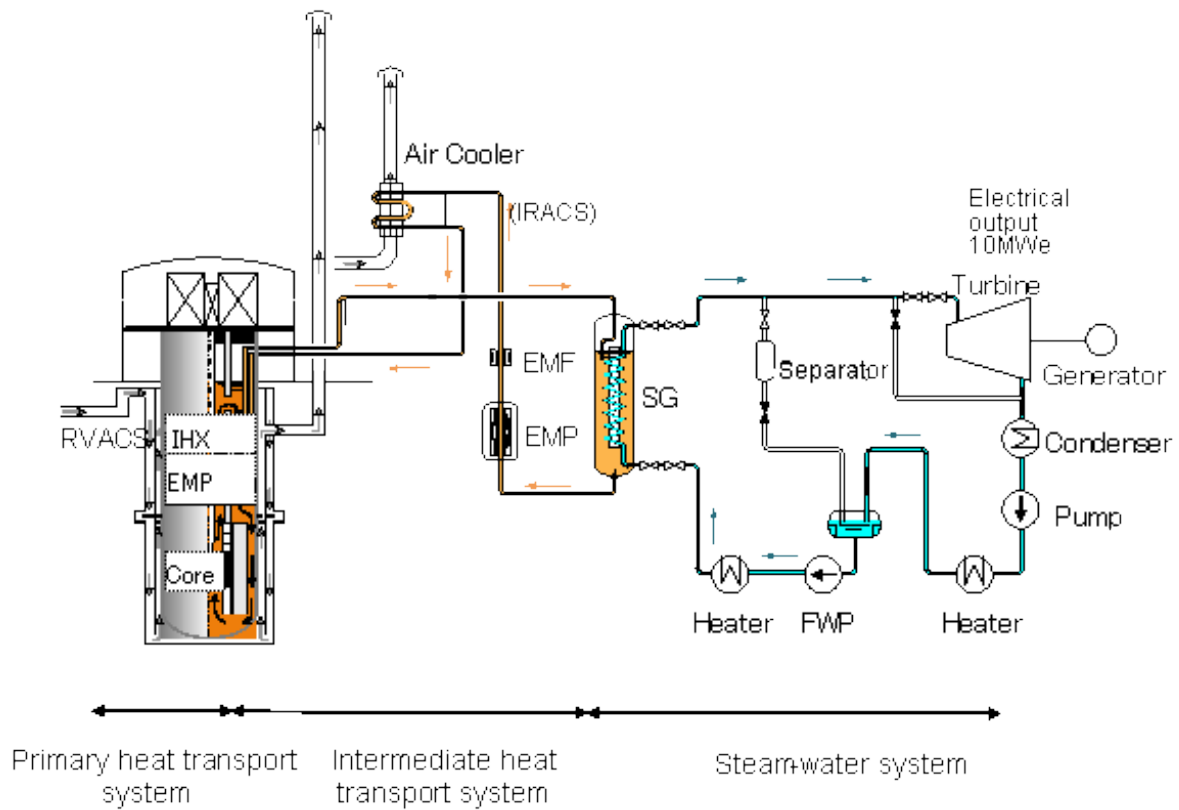 Air Cooler
(IRACS)
Electrical
output
10MWe
Turbine
EMF
Separator
Generator
SG
RVACS
IHX
EMP
Condenser
EMP
Pump
Core
Heater
FWP
Heater
Primary heat transport
system
Intermediate heat
transport system
Steam+water system